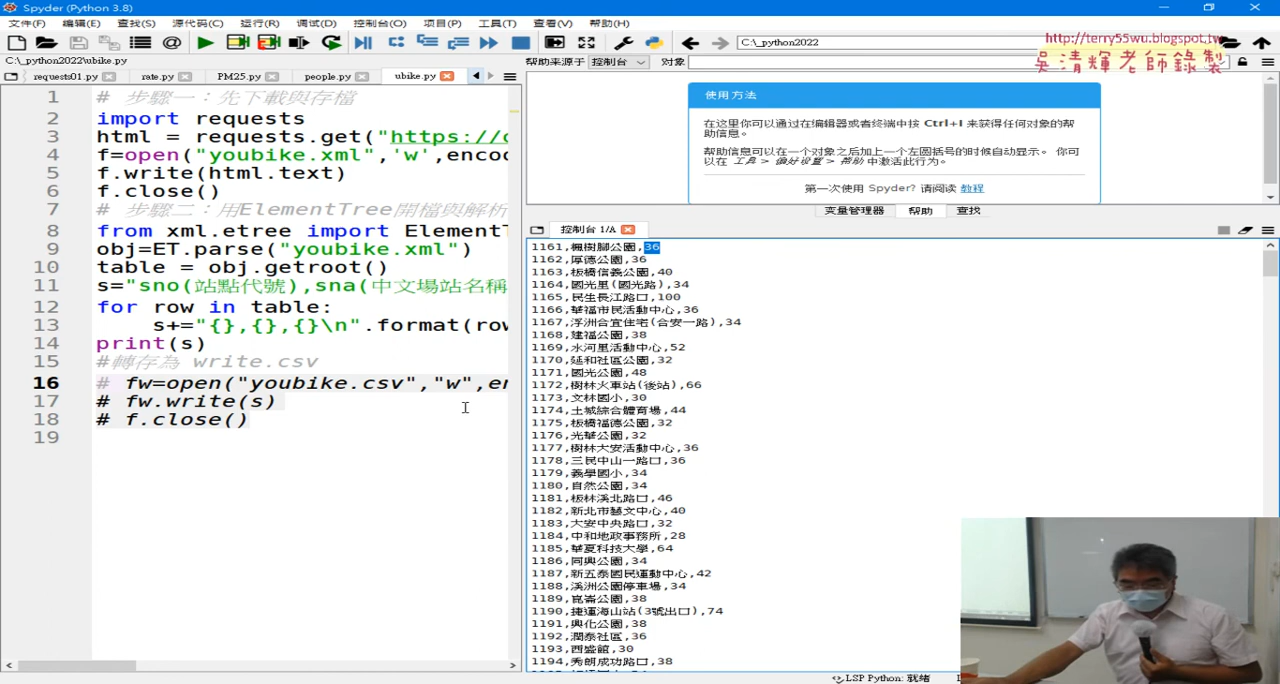 Spyder (Python 3.8)
文件(F) 编辑(E) 查找(S) 源代码(C) 运行(R) 调试(D) 控制台(O) 项目(P) 工具(T) 查看(V) 帮助(H)
C:\_python2022
http://terry55wu.blogspot.tw
吳清輝老師錄製
C:\_python2022\ubike.py
requests01.py rate.py PM25.py people.py ubike.py
帮助来源于 控制台 对象
1 # 步驟一：先下載與存檔
2 import requests
3 html = requests.get("https://
4 f=open("youbike.xml",'w',enco
5 f.write(html.text)
6 f.close()
7 # 步驟二：用ElementTree開檔與解析
8 from xml.etree import Element
9 obj=ET.parse("youbike.xml")
10 table = obj.getroot()
11 s="sno(站點代號),sna(中文場站名稱
12 for row in table:
13 s+="{},{},{}\n".format(row
14 print(s)
15 #轉存為 write.csv
16 # fw=open("youbike.csv","w",en
17 # fw.write(s)
18 # f.close()
19
使用方法
在这里你可以通过在编辑器或者终端中按 Ctrl+I 来获得任何对象的帮
助信息。
帮助信息可以在一个对象之后加上一个左圆括号的时候自动显示。 你可
以在 工具 > 偏好设置 > 帮助 中激活此行为。
第一次使用 Spyder? 请阅读 教程
变量管理器 帮助 查找
控制台 1/A
1161,楓樹腳公園,36
1162,厚德公園,36
1163,板橋信義公園,40
1164,國光里(國光路),34
1165,民生長江路口,100
1166,華福市民活動中心,36
1167,浮洲合宜住宅(合安一路),34
1168,建福公園,38
1169,水河里活動中心,52
1170,延和社區公園,32
1171,國光公園,48
1172,樹林火車站(後站),66
1173,文林國小,30
1174,土城綜合體育場,44
1175,板橋福德公園,32
1176,光華公園,32
1177,樹林大安活動中心,36
1178,三民中山一路口,36
1179,義學國小,34
1180,自然公園,34
1181,板林溪北路口,46
1182,新北市藝文中心,40
1183,大安中央路口,32
1184,中和地政事務所,28
1185,華夏科技大學,64
1186,同興公園,34
1187,新五泰國民運動中心,42
1188,溪洲公園停車場,34
1189,崑崙公園,38
1190,捷運海山站(3號出口),74
1191,興化公園,38
1192,潤泰社區,36
1193,西盛館,30
1194,秀朗成功路口,38
LSP Python: 就绪